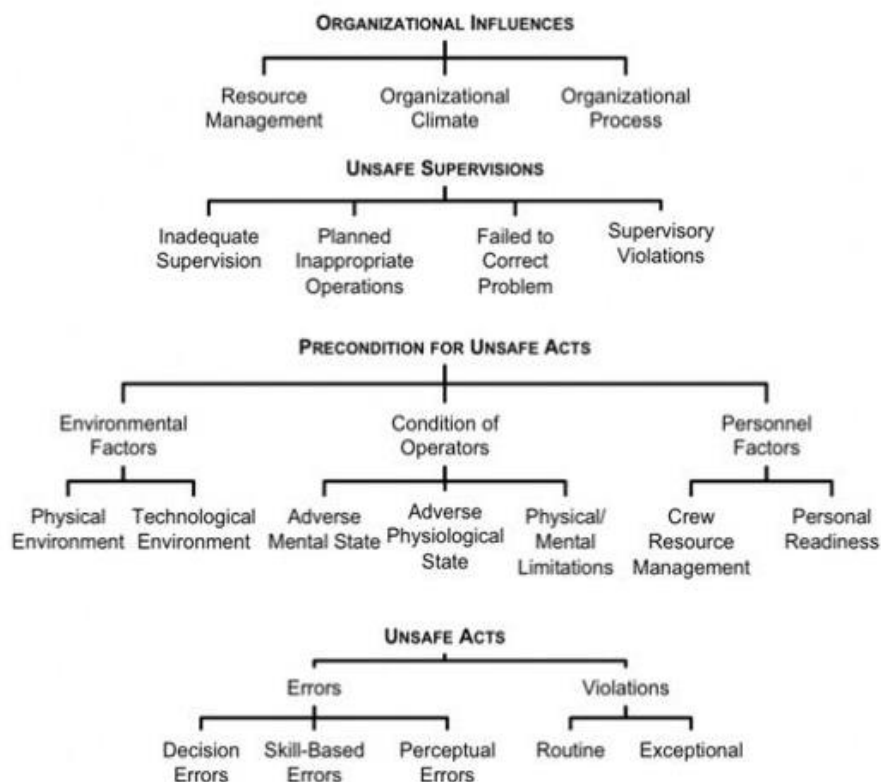 ORGANIZATIONAL INFLUENCES
Resource Management
Organizational Climate
Organizational Process
UNSAFE SUPERVISIONS
Inadequate Supervision
Planned Inappropriate Operations
Failed to Correct Problem
Supervisory Violations
PRECONDITION FOR UNSAFE ACTS
Environmental Factors
Condition of Operators
Personnel Factors
Physical Environment
Technological Environment
Adverse Mental State
Adverse Physiological State
Physical/ Mental Limitations
Crew Resource Management
Personal Readiness
UNSAFE ACTS
Errors
Violations
Decision Errors
Skill-Based Errors
Perceptual Errors
Routine
Exceptional